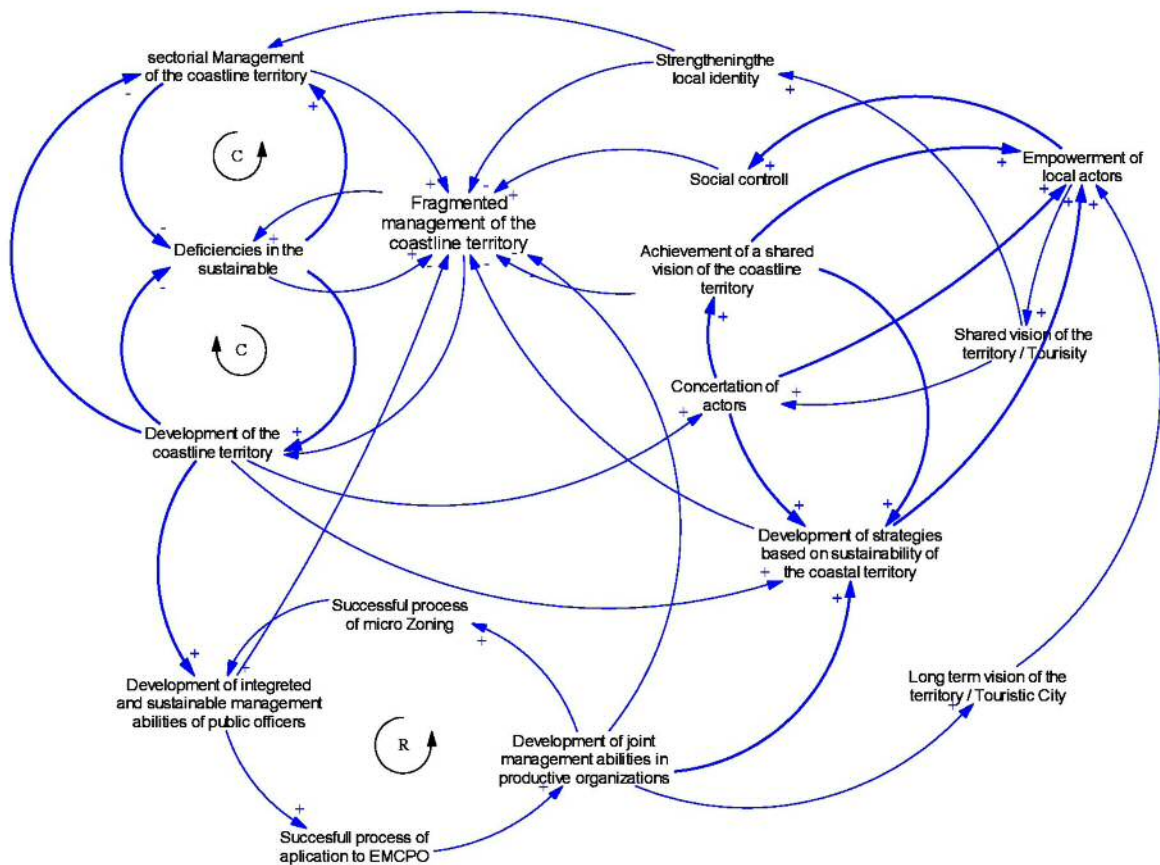 sectorial Management
of the coastline territory
Strengtheningthe
local identity
Empowerment of
local actors
Social controll
Fragmented
management of the
coastline territory
C
Deficiencies in the
sustainable
Achievement of a shared
vision of the coastline
territory
Shared vision of the
territory / Tourisity
C
Concertation of
actors
Development of the
coastline territory
Development of strategies
based on sustainability of
the coastal territory
Successful process
of micro Zoning
Development of integreted
and sustainable management
abilities of public officers
Long term vision of the
territory / Touristic City
R
Development of joint
management abilities in
productive organizations
Succesfull process of
aplication to EMCPO